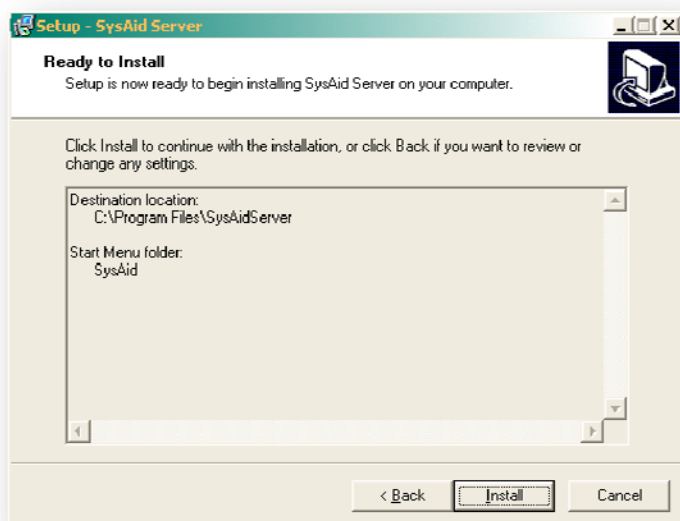 Setup - SysAid Server
Ready to Install
Setup is now ready to begin installing SysAid Server on your computer.
Click Install to continue with the installation, or click Back if you want to review or
change any settings.
Destination location:
C:\Program Files\SysAidServer
Start Menu folder:
SysAid
< Back
Install
Cancel